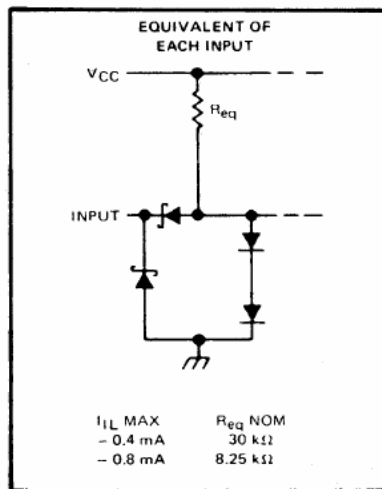 EQUIVALENT OF
EACH INPUT
VCC
Req
INPUT
IIL MAX Req NOM
– 0.4 mA 30 kΩ
– 0.8 mA 8.25 kΩ